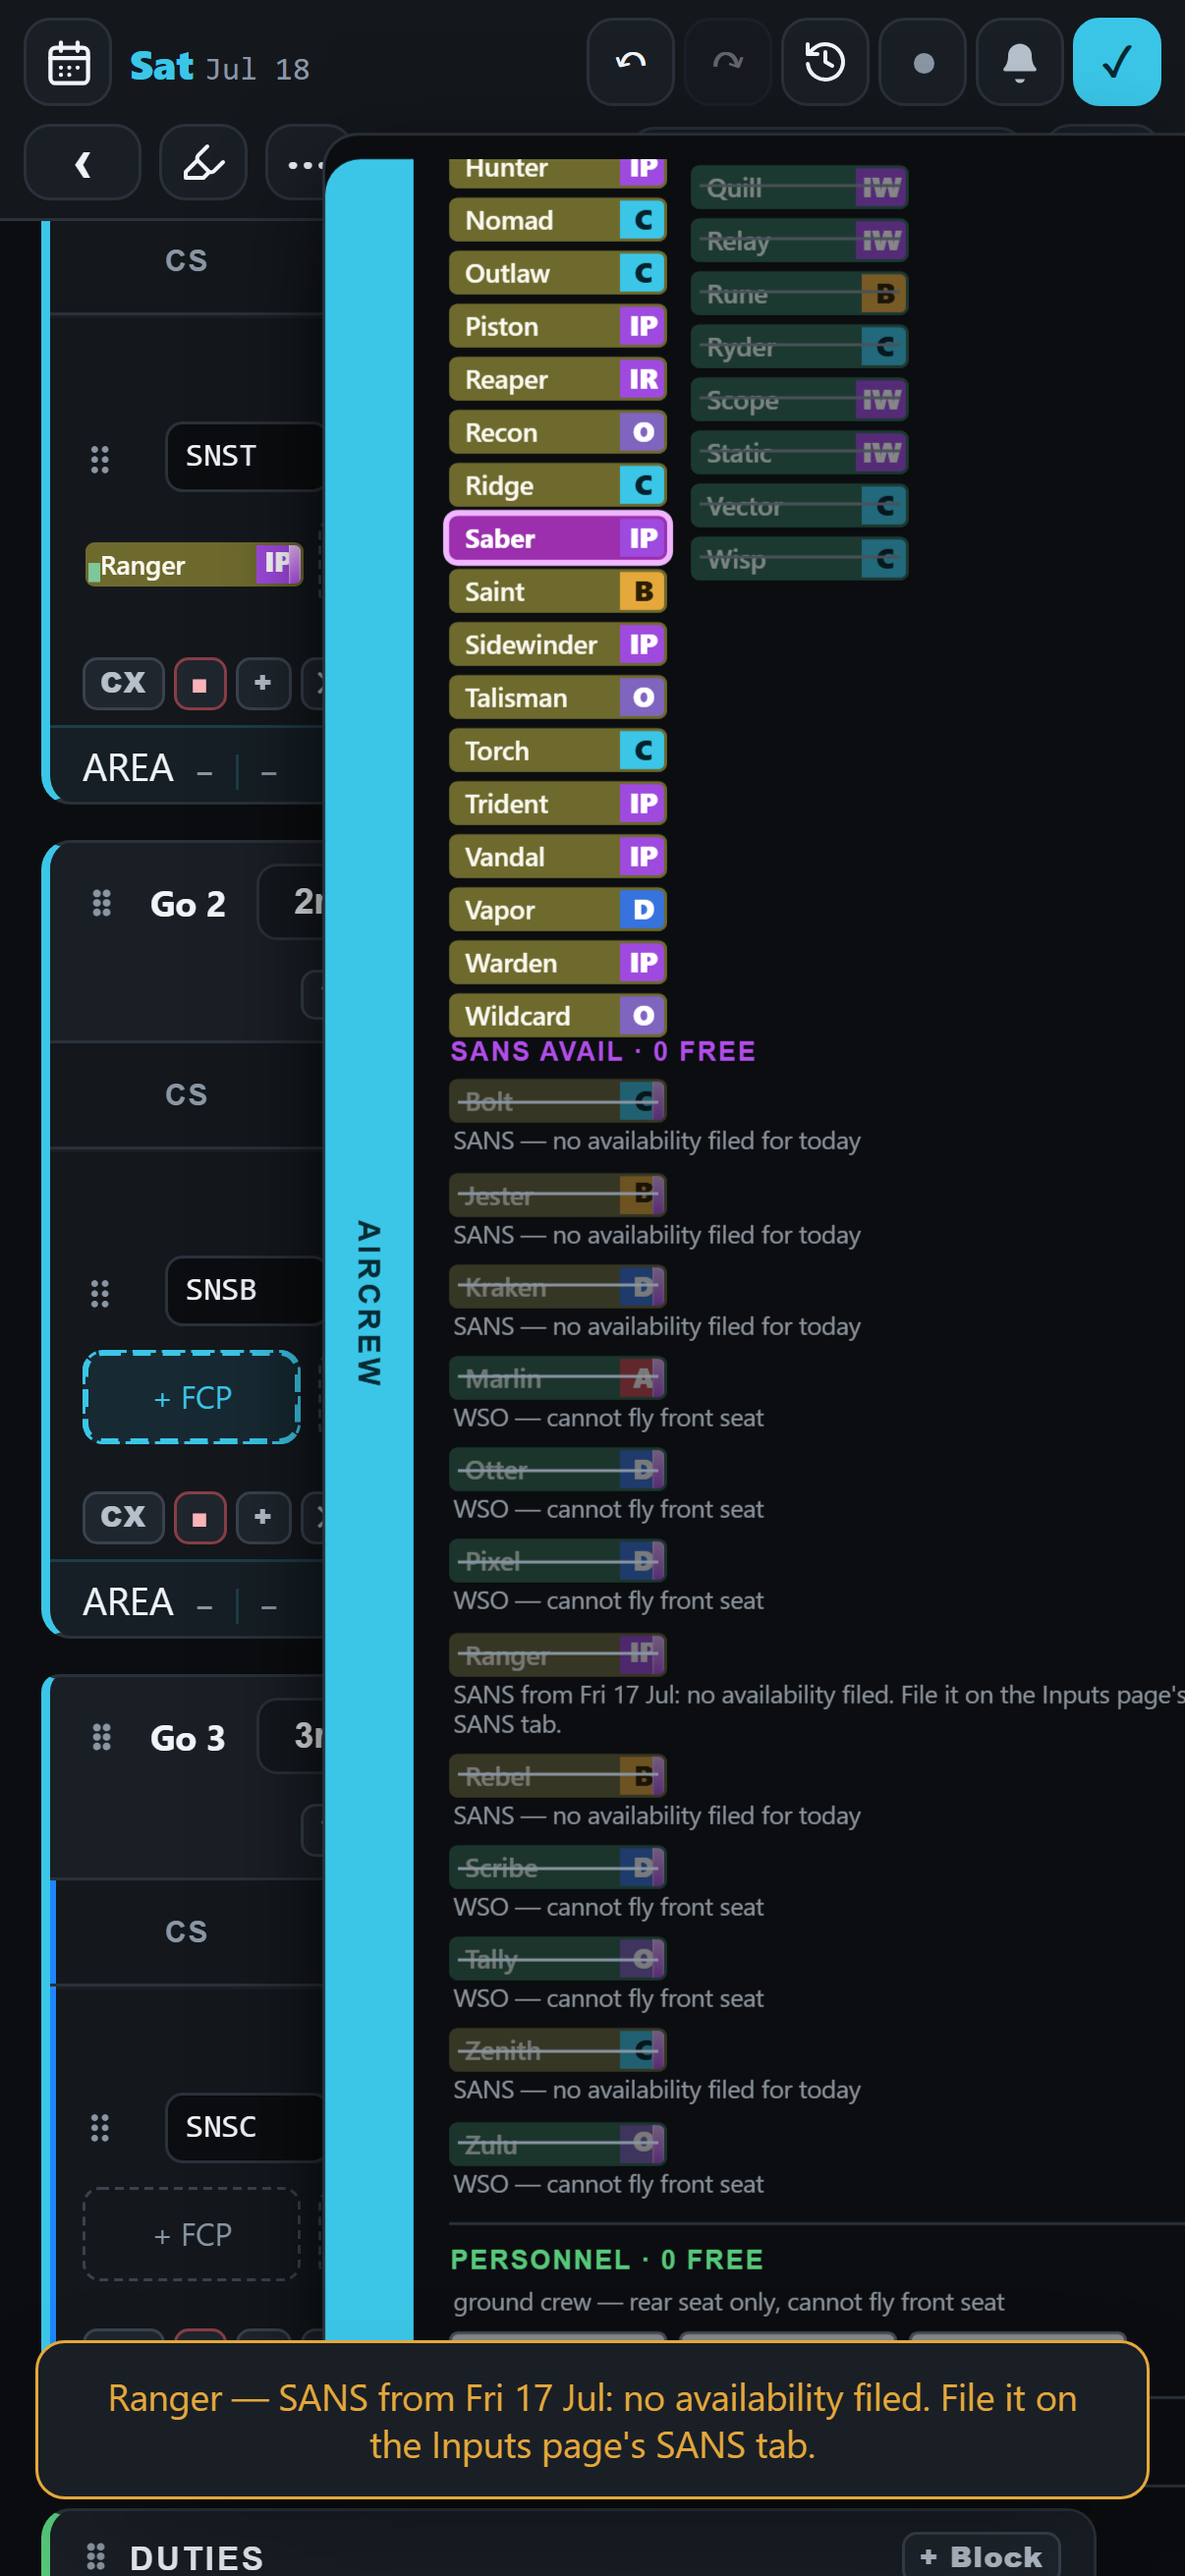 Sat Jul 18
CS
SNST
Ranger IP
CX
+
AREA – –
Go 2
CS
SNSB
+ FCP
CX
+
AREA – –
Go 3
CS
SNSC
+ FCP
AIRCREW
Hunter IP
Nomad C
Outlaw C
Piston IP
Reaper IR
Recon O
Ridge C
Saber IP
Saint B
Sidewinder IP
Talisman O
Torch C
Trident IP
Vandal IP
Vapor D
Warden IP
Wildcard O
Quill IW
Relay IW
Rune B
Ryder C
Scope IW
Static IW
Vector C
Wisp C
SANS AVAIL · 0 FREE
Bolt C
SANS — no availability filed for today
Jester B
SANS — no availability filed for today
Kraken D
SANS — no availability filed for today
Marlin A
WSO — cannot fly front seat
Otter D
WSO — cannot fly front seat
Pixel D
WSO — cannot fly front seat
Ranger IP
SANS from Fri 17 Jul: no availability filed. File it on the Inputs page's
SANS tab.
Rebel B
SANS — no availability filed for today
Scribe D
WSO — cannot fly front seat
Tally O
WSO — cannot fly front seat
Zenith C
SANS — no availability filed for today
Zulu O
WSO — cannot fly front seat
PERSONNEL · 0 FREE
ground crew — rear seat only, cannot fly front seat
Ranger — SANS from Fri 17 Jul: no availability filed. File it on
the Inputs page's SANS tab.
DUTIES
+ Block